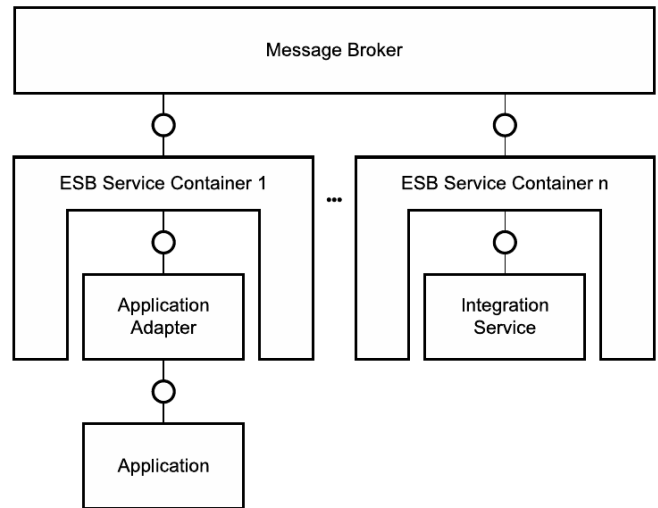 Message Broker
ESB Service Container 1
...
ESB Service Container n
Application
Adapter
Integration
Service
Application